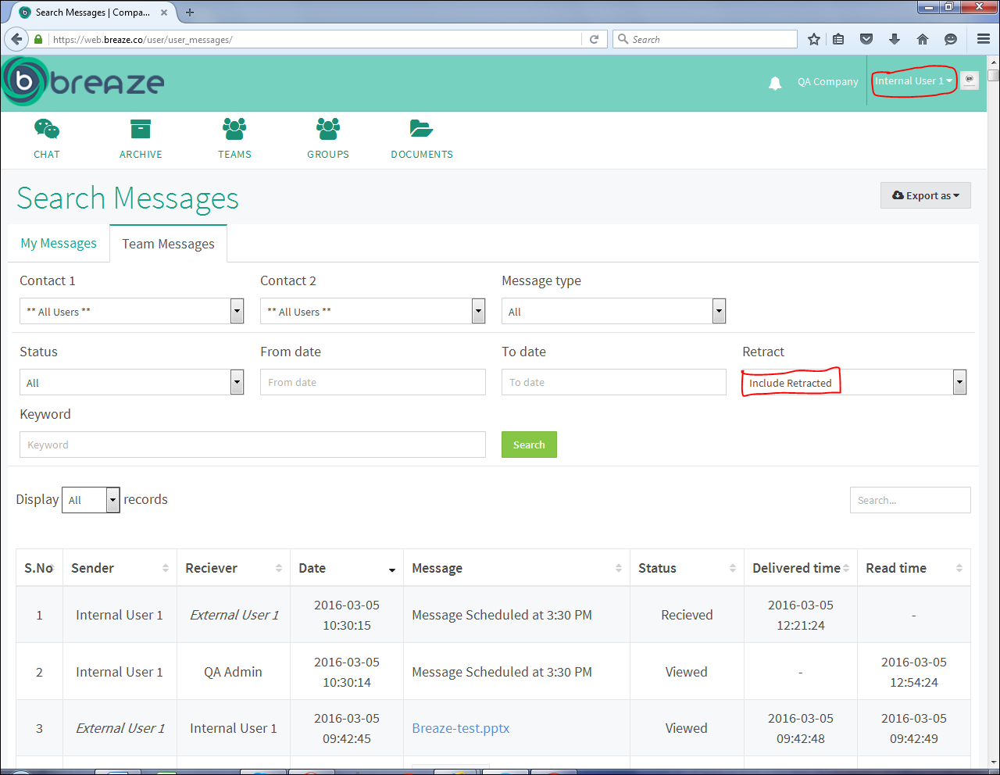 Search Messages | Compa...
https://web.breaze.co/user/user_messages/
Search
breaze
QA Company
Internal User 1
CHAT
ARCHIVE
TEAMS
GROUPS
DOCUMENTS
Search Messages
Export as
My Messages
Team Messages
Contact 1
Contact 2
Message type
** All Users **
** All Users **
All
Status
From date
To date
Retract
All
From date
To date
Include Retracted
Keyword
Keyword
Search
Display All records
Search...
S.No Sender Reciever Date Message Status Delivered time Read time
1 Internal User 1 External User 1 2016-03-05 10:30:15 Message Scheduled at 3:30 PM Recieved 2016-03-05 12:21:24 -
2 Internal User 1 QA Admin 2016-03-05 10:30:14 Message Scheduled at 3:30 PM Viewed - 2016-03-05 12:54:24
3 External User 1 Internal User 1 2016-03-05 09:42:45 Breaze-test.pptx Viewed 2016-03-05 09:42:48 2016-03-05 09:42:49